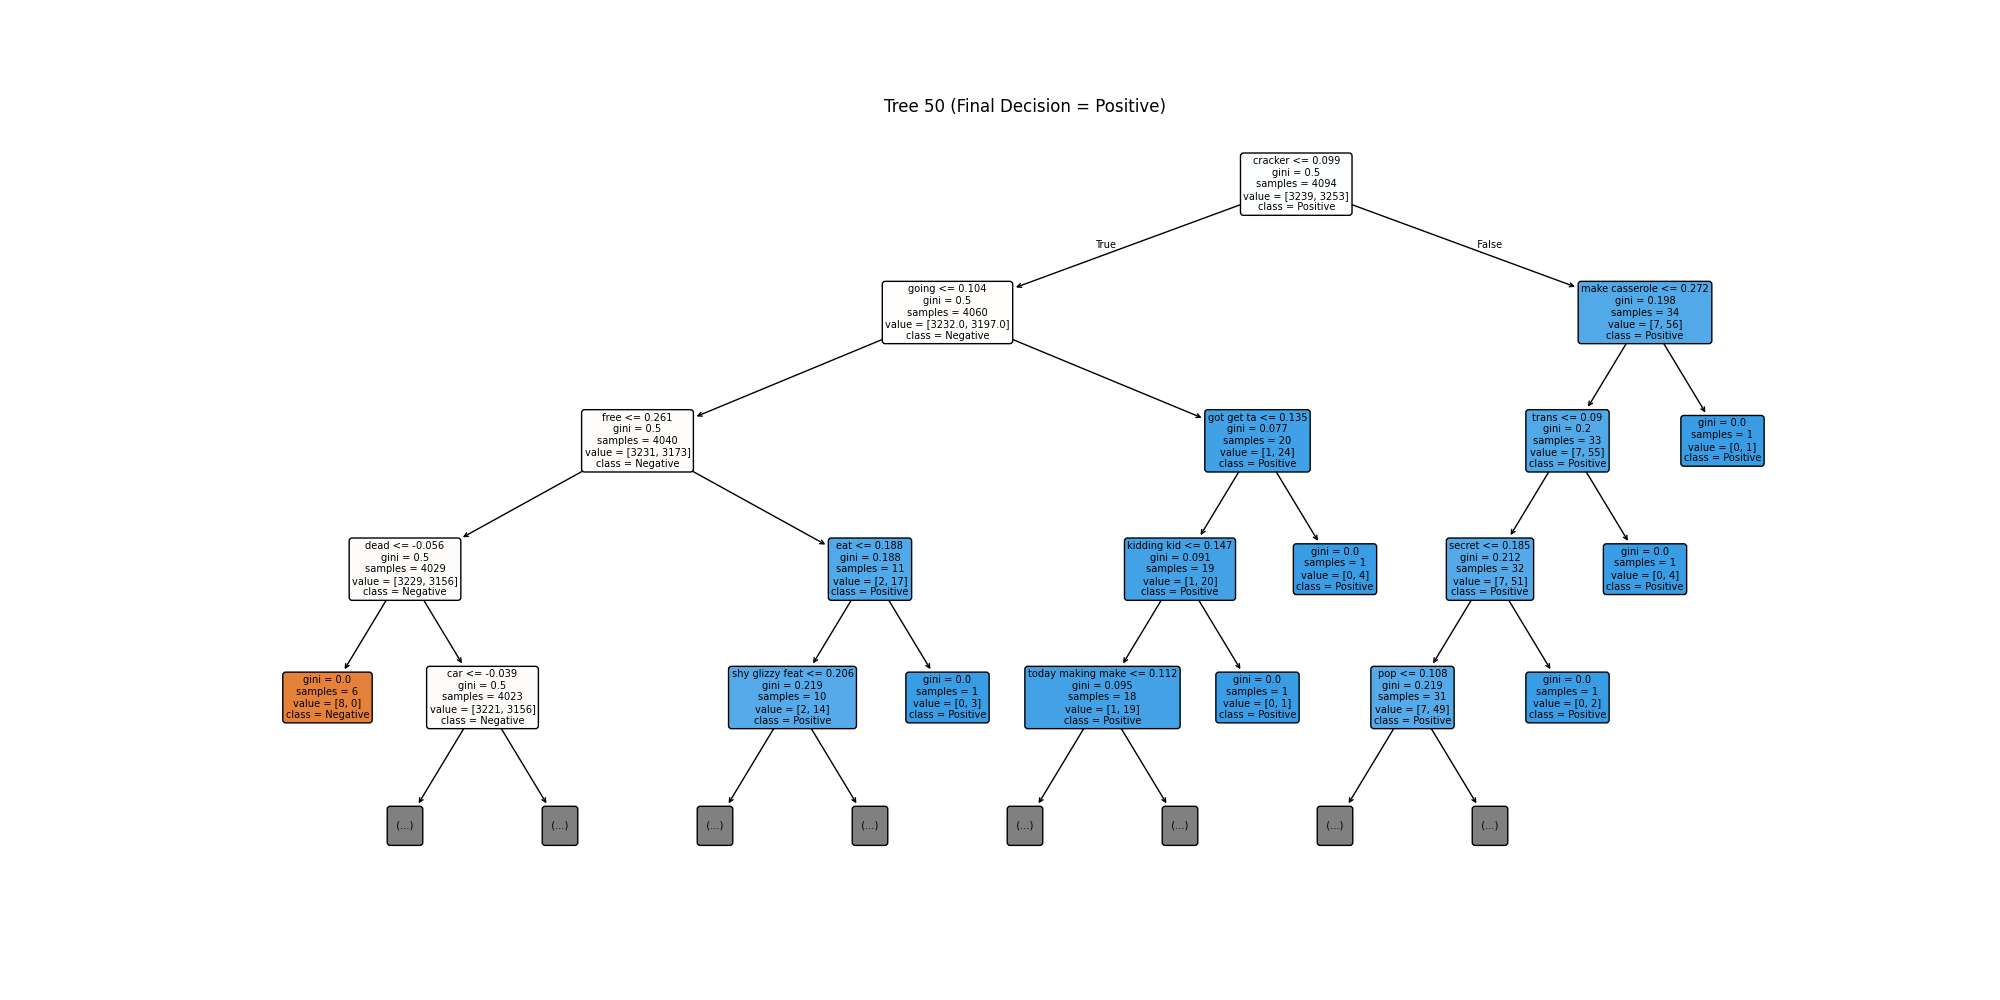 Tree 50 (Final Decision = Positive)
cracker <= 0.099
gini = 0.5
samples = 4094
value = [3239, 3253]
class = Positive
True
False
going <= 0.104
gini = 0.5
samples = 4060
value = [3232.0, 3197.0]
class = Negative
make casserole <= 0.272
gini = 0.198
samples = 34
value = [7, 56]
class = Positive
free <= 0.261
gini = 0.5
samples = 4040
value = [3231, 3173]
class = Negative
got get ta <= 0.135
gini = 0.077
samples = 20
value = [1, 24]
class = Positive
trans <= 0.09
gini = 0.2
samples = 33
value = [7, 55]
class = Positive
gini = 0.0
samples = 1
value = [0, 1]
class = Positive
dead <= -0.056
gini = 0.5
samples = 4029
value = [3229, 3156]
class = Negative
eat <= 0.188
gini = 0.188
samples = 11
value = [2, 17]
class = Positive
kidding kid <= 0.147
gini = 0.091
samples = 19
value = [1, 20]
class = Positive
gini = 0.0
samples = 1
value = [0, 4]
class = Positive
secret <= 0.185
gini = 0.212
samples = 32
value = [7, 51]
class = Positive
gini = 0.0
samples = 1
value = [0, 4]
class = Positive
gini = 0.0
samples = 6
value = [8, 0]
class = Negative
car <= -0.039
gini = 0.5
samples = 4023
value = [3221, 3156]
class = Negative
shy glizzy feat <= 0.206
gini = 0.219
samples = 10
value = [2, 14]
class = Positive
gini = 0.0
samples = 1
value = [0, 3]
class = Positive
today making make <= 0.112
gini = 0.095
samples = 18
value = [1, 19]
class = Positive
gini = 0.0
samples = 1
value = [0, 1]
class = Positive
pop <= 0.108
gini = 0.219
samples = 31
value = [7, 49]
class = Positive
gini = 0.0
samples = 1
value = [0, 2]
class = Positive
(...)
(...)
(...)
(...)
(...)
(...)
(...)
(...)